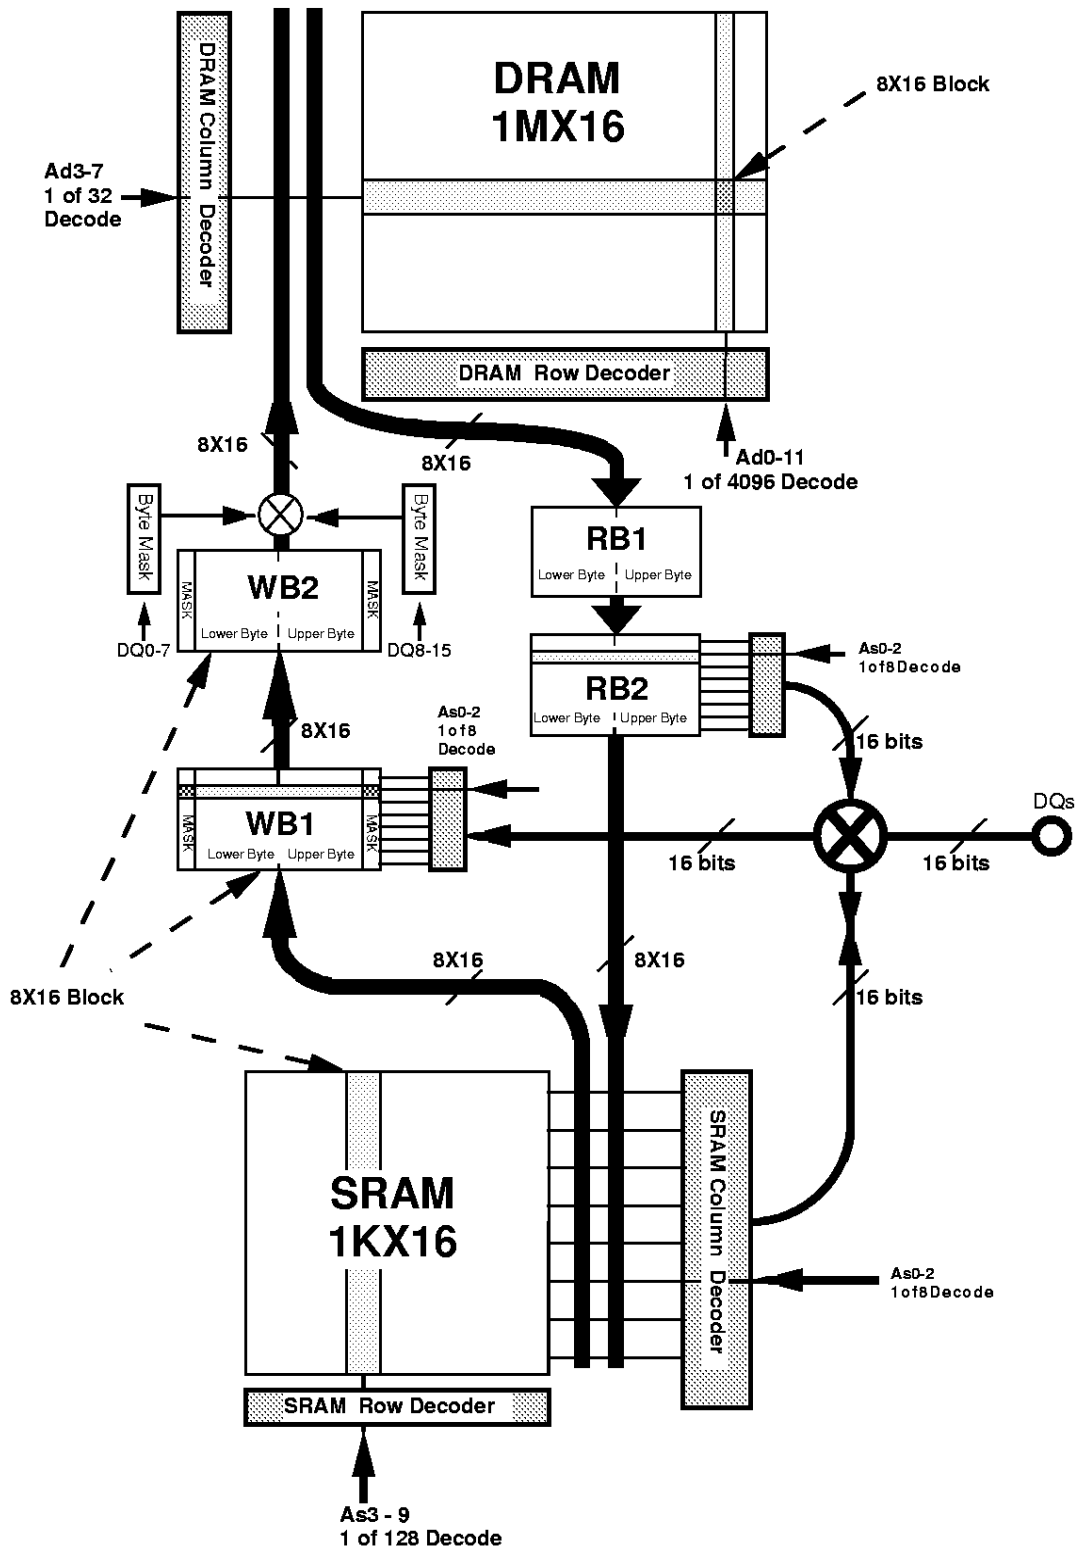 DRAM Column Decoder
DRAM
1MX16
8X16 Block
Ad3-7
1 of 32
Decode
DRAM Row Decoder
8X16
8X16
Ad0-11
1 of 4096 Decode
Byte Mask
Byte Mask
RB1
Lower Byte
Upper Byte
MASK
WB2
MASK
Lower Byte
Upper Byte
DQ0-7
DQ8-15
As0-2
1of8Decode
RB2
Lower Byte
Upper Byte
8X16
As0-2
1of8
Decode
16 bits
DQs
MASK
WB1
MASK
Lower Byte
Upper Byte
16 bits
16 bits
8X16
8X16
8X16 Block
16 bits
SRAM
1KX16
SRAM Column Decoder
As0-2
1of8Decode
SRAM Row Decoder
As3 - 9
1 of 128 Decode